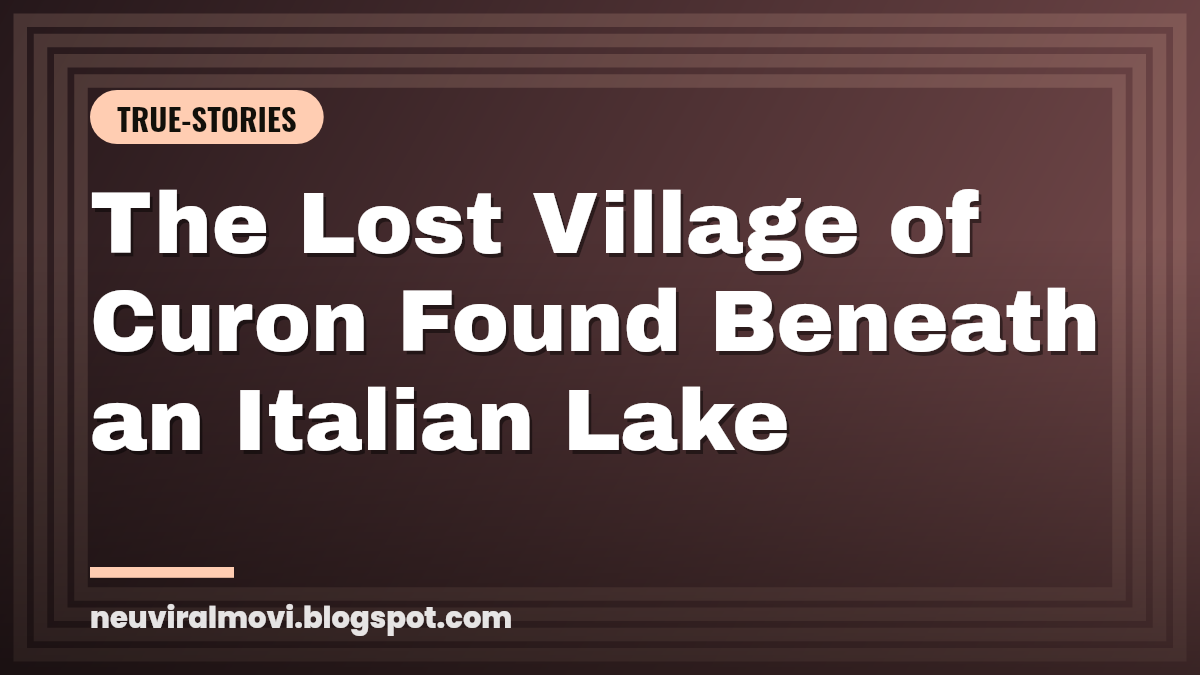 TRUE-STORIES
The Lost Village of
Curon Found Beneath
an Italian Lake
neuviralmovi.blogspot.com